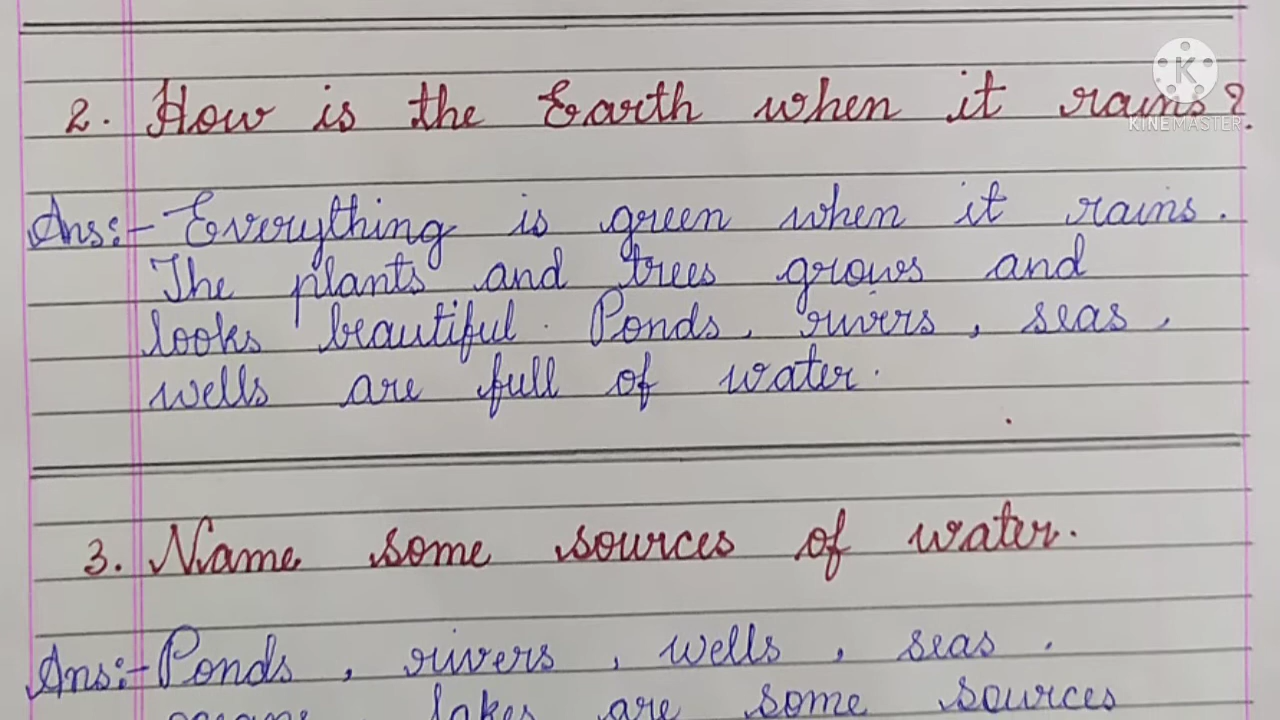 2. How is the Earth when it rains?
KINEMASTER
Ans:- Everything is green when it rains.
The plants and trees grows and
looks beautiful. Ponds, rivers, seas,
wells are full of water.
3. Name some sources of water.
Ans:- Ponds, rivers, wells, seas.
lakes are some sources